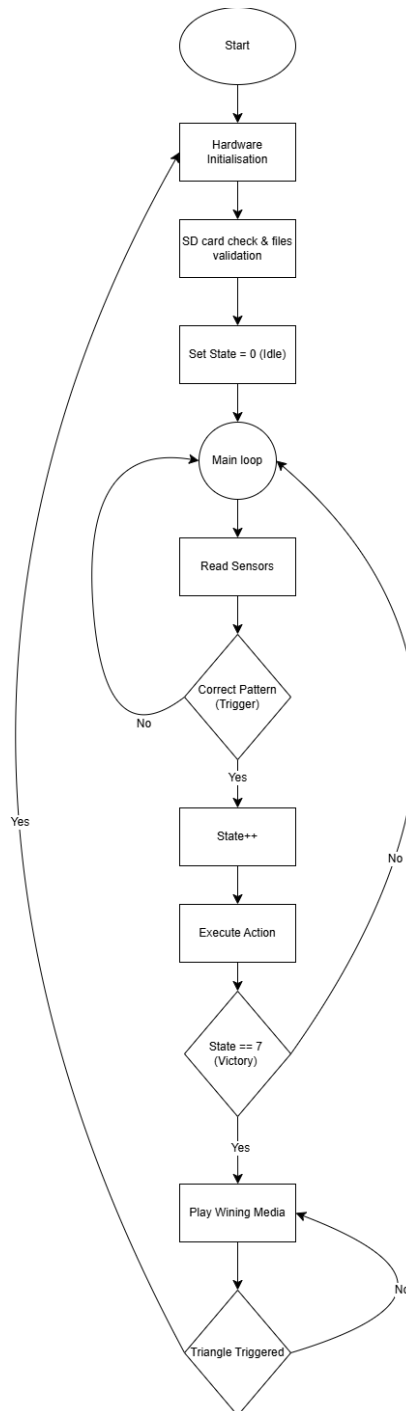 Start
Hardware
Initialisation
SD card check & files
validation
Set State = 0 (Idle)
Main loop
Read Sensors
Correct Pattern
(Trigger)
No
Yes
State++
Yes
Execute Action
No
State == 7
(Victory)
Yes
Play Wining Media
No
Triangle Triggered